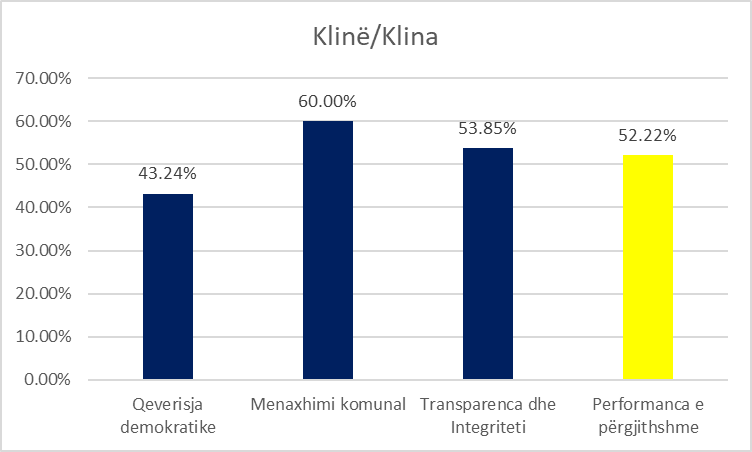 Klinë/Klina
70.00%
60.00%
50.00%
40.00%
30.00%
20.00%
10.00%
0.00%
43.24%
60.00%
53.85%
52.22%
Qeverisja
demokratike
Menaxhimi komunal
Transparenca dhe
Integriteti
Performanca e
përgjithshme